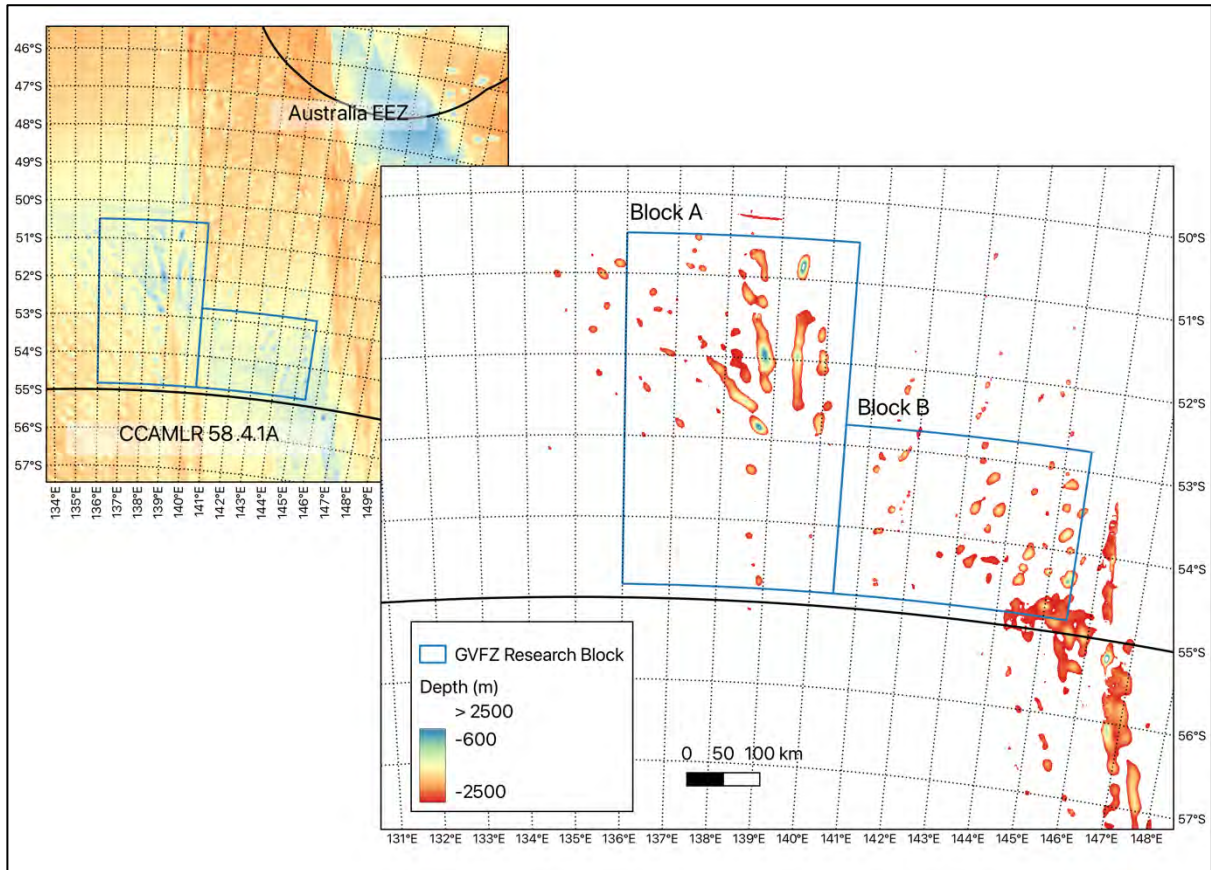 46°S
47°S
48°S
49°S
50°S
51°S
52°S
53°S
54°S
55°S
56°S
57°S
Australia EEZ
CCAMLR 58.4.1A
134°E
135°E
136°E
137°E
138°E
139°E
140°E
141°E
142°E
143°E
144°E
145°E
146°E
147°E
148°E
149°E
Block A
Block B
50°S
51°S
52°S
53°S
54°S
55°S
56°S
57°S
GVFZ Research Block
Depth (m)
> 2500
-600
-2500
0 50 100 km
131°E
132°E
133°E
134°E
135°E
136°E
137°E
138°E
139°E
140°E
141°E
142°E
143°E
144°E
145°E
146°E
147°E
148°E